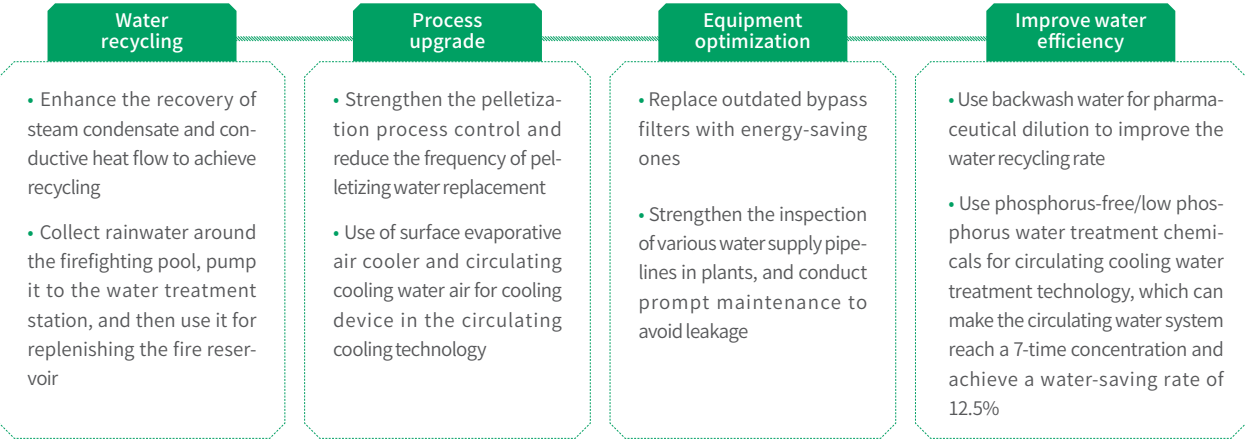 Water
recycling
• Enhance the recovery of
steam condensate and con-
ductive heat flow to achieve
recycling
• Collect rainwater around
the firefighting pool, pump
it to the water treatment
station, and then use it for
replenishing the fire reser-
voir
Process
upgrade
• Strengthen the pelletiza-
tion process control and
reduce the frequency of pel-
letizing water replacement
• Use of surface evaporative
air cooler and circulating
cooling water air for cooling
device in the circulating
cooling technology
Equipment
optimization
• Replace outdated bypass
filters with energy-saving
ones
• Strengthen the inspection
of various water supply pipe-
lines in plants, and conduct
prompt maintenance to
avoid leakage
Improve water
efficiency
• Use backwash water for pharma-
ceutical dilution to improve the
water recycling rate
• Use phosphorus-free/low phos-
phorus water treatment chemi-
cals for circulating cooling water
treatment technology, which can
make the circulating water system
reach a 7-time concentration and
achieve a water-saving rate of
12.5%